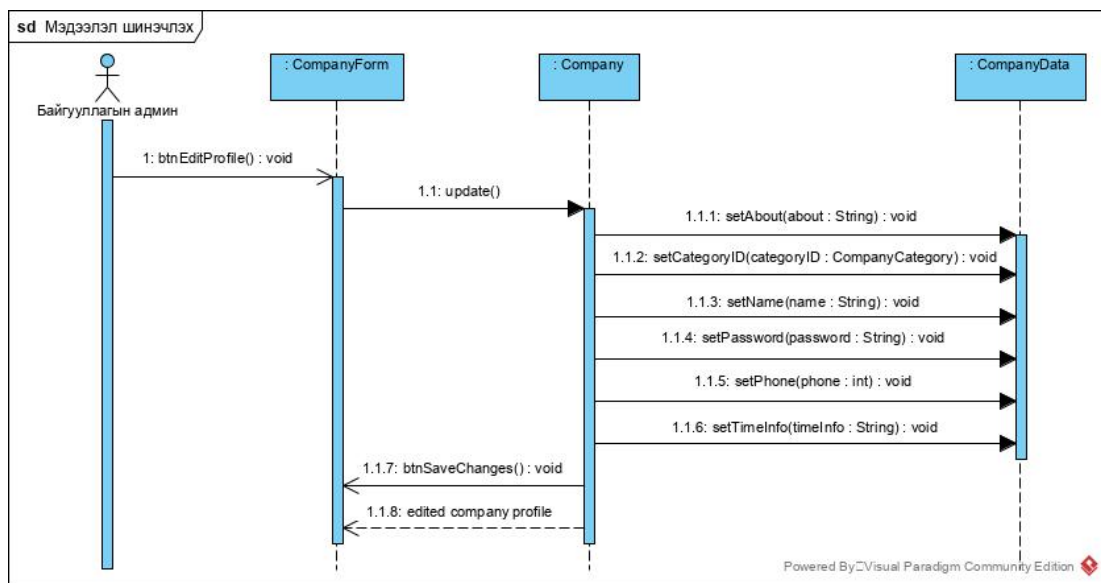 sd Мэдээлэл шинэчлэх
: CompanyForm
: Company
: CompanyData
Байгууллагын админ
1: btnEditProfile() : void
1.1: update()
1.1.1: setAbout(about : String) : void
1.1.2: setCategoryID(categoryID : CompanyCategory) : void
1.1.3: setName(name : String) : void
1.1.4: setPassword(password : String) : void
1.1.5: setPhone(phone : int) : void
1.1.6: setTimeInfo(timeInfo : String) : void
1.1.7: btnSaveChanges() : void
1.1.8: edited company profile
Powered By Visual Paradigm Community Edition